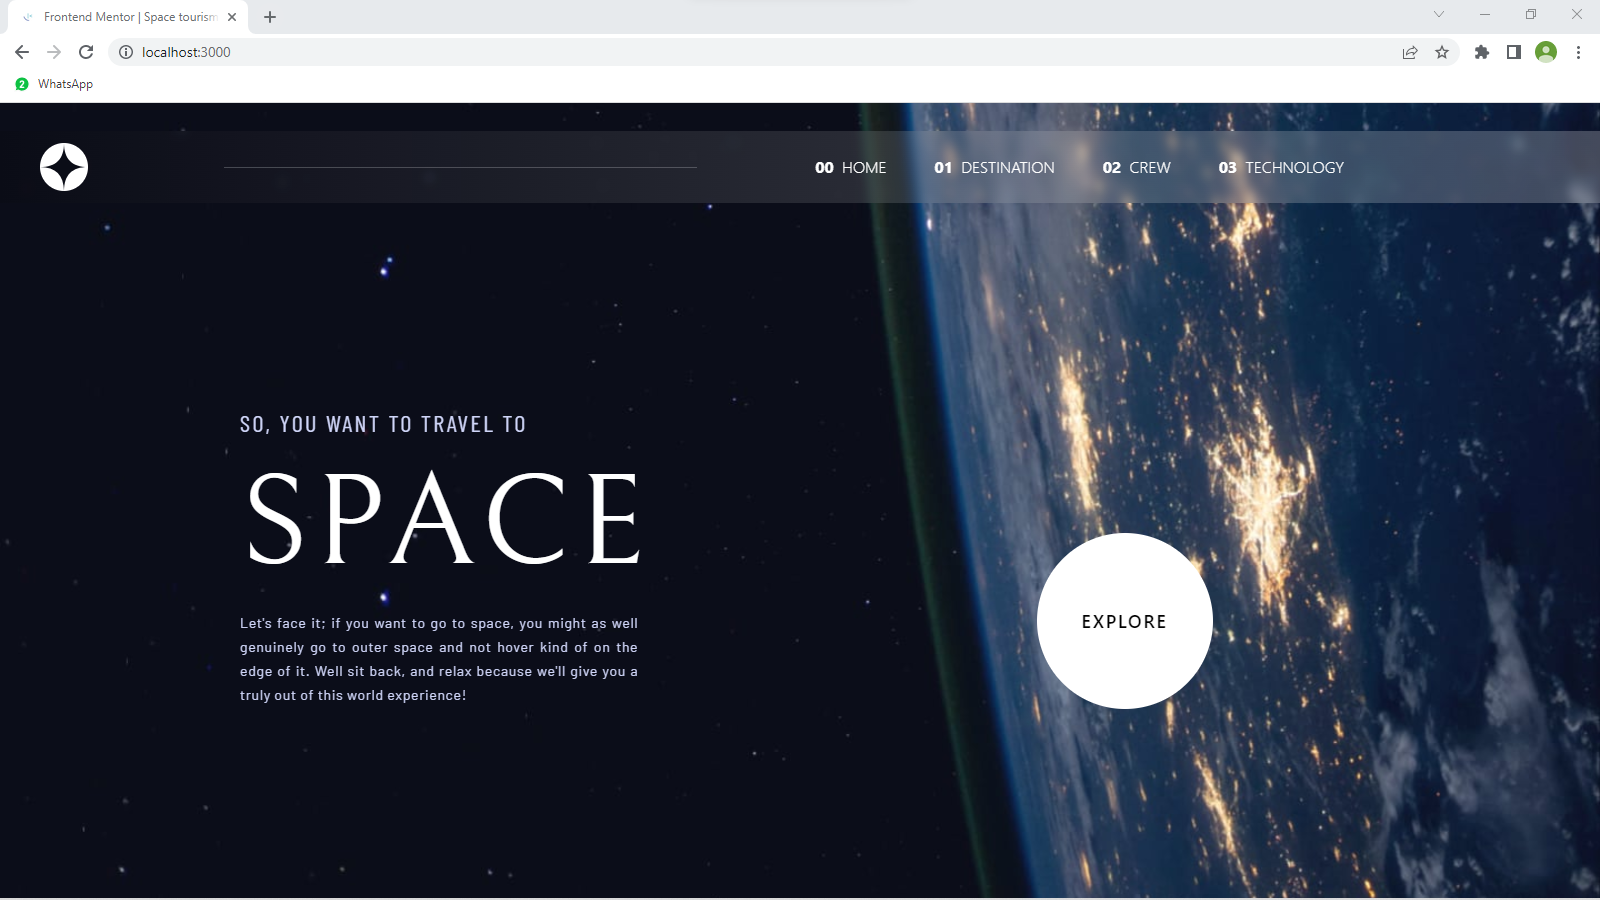 Frontend Mentor | Space tourism
localhost:3000
2 WhatsApp
00 HOME 01 DESTINATION 02 CREW 03 TECHNOLOGY
SO, YOU WANT TO TRAVEL TO
SPACE
Let's face it; if you want to go to space, you might as well
genuinely go to outer space and not hover kind of on the
edge of it. Well sit back, and relax because we'll give you a
truly out of this world experience!
EXPLORE